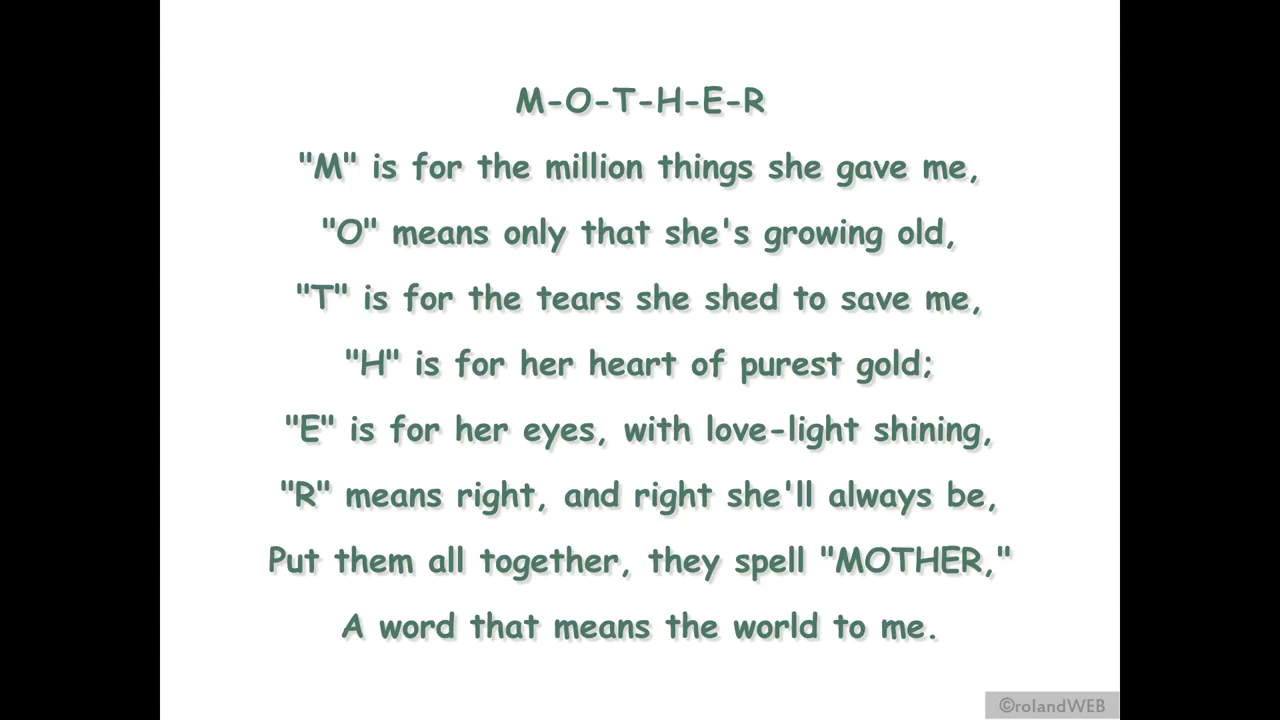 M-O-T-H-E-R
"M" is for the million things she gave me,
"O" means only that she's growing old,
"T" is for the tears she shed to save me,
"H" is for her heart of purest gold;
"E" is for her eyes, with love-light shining,
"R" means right, and right she'll always be,
Put them all together, they spell "MOTHER,"
A word that means the world to me.
©rolandWEB